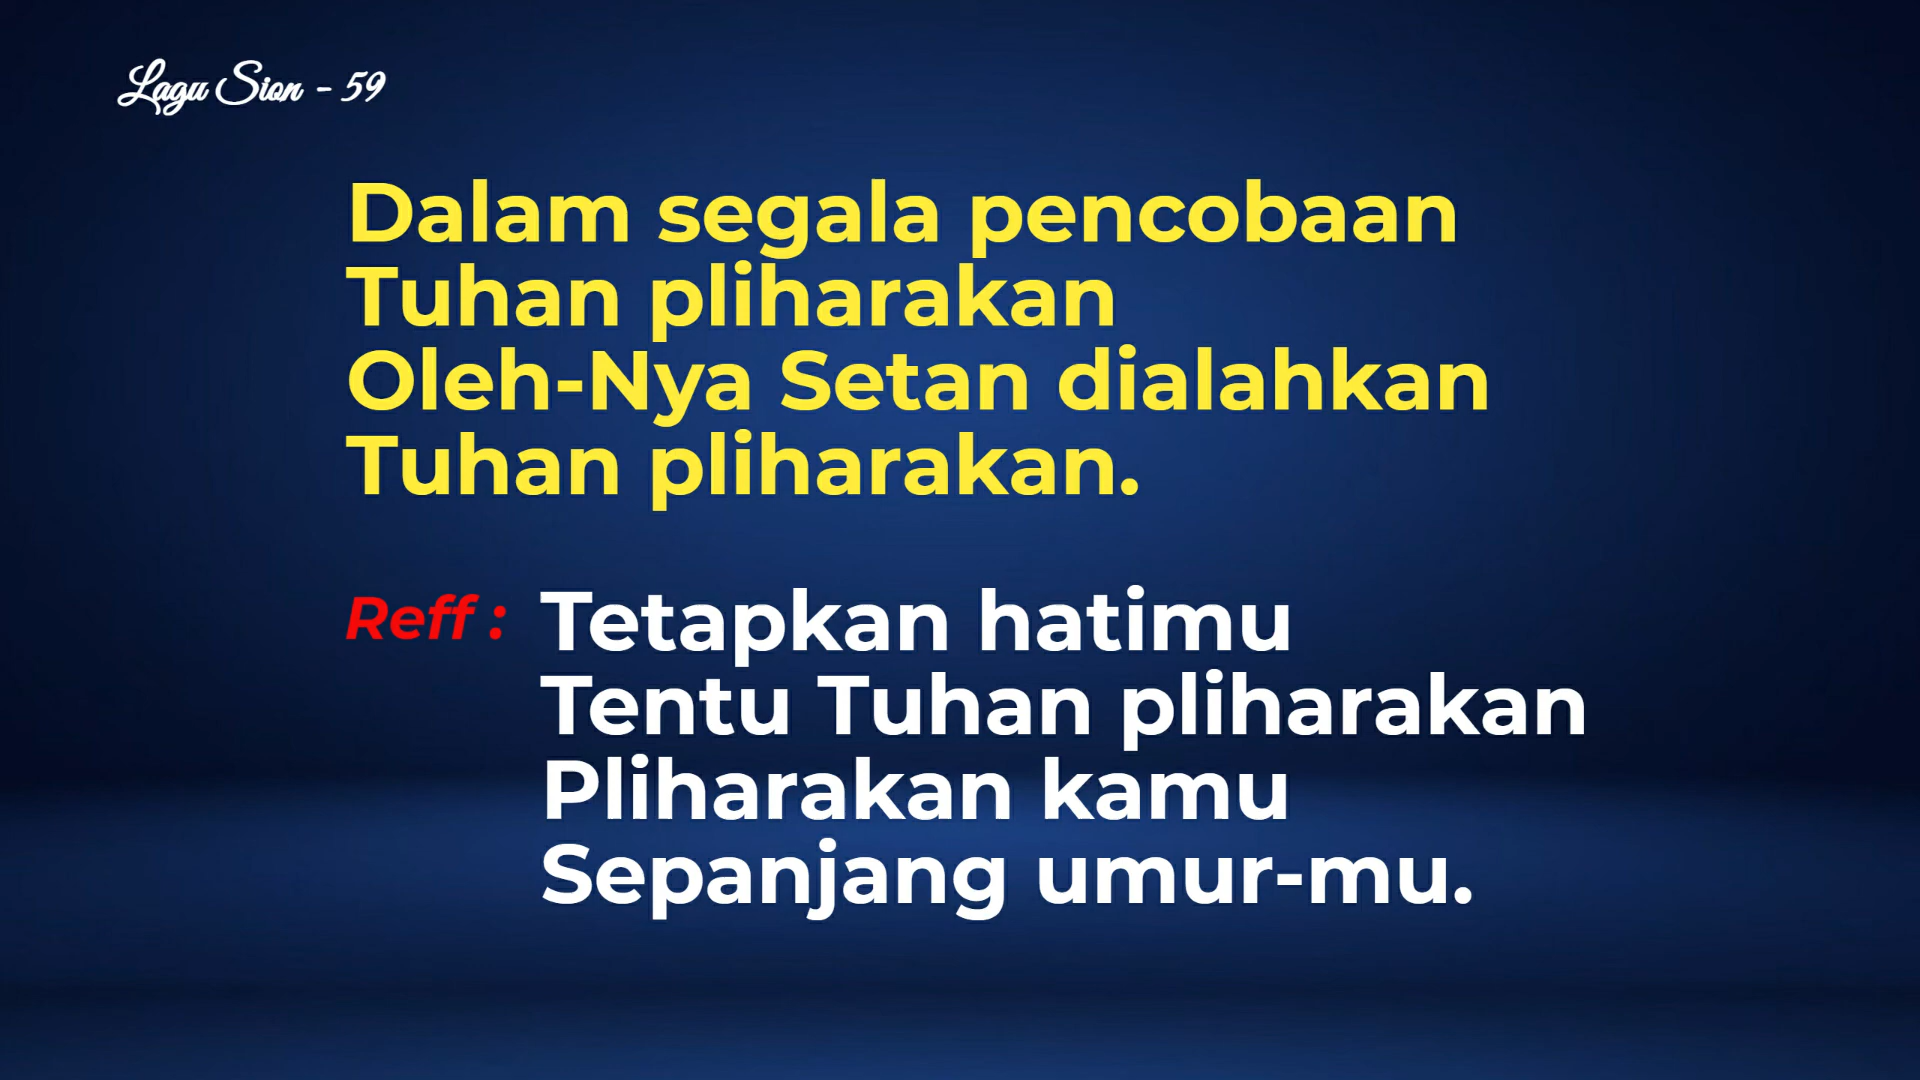 Lagu Sion - 59
Dalam segala pencobaan
Tuhan pliharakan
Oleh-Nya Setan dialahkan
Tuhan pliharakan.
Reff : Tetapkan hatimu
Tentu Tuhan pliharakan
Pliharakan kamu
Sepanjang umur-mu.